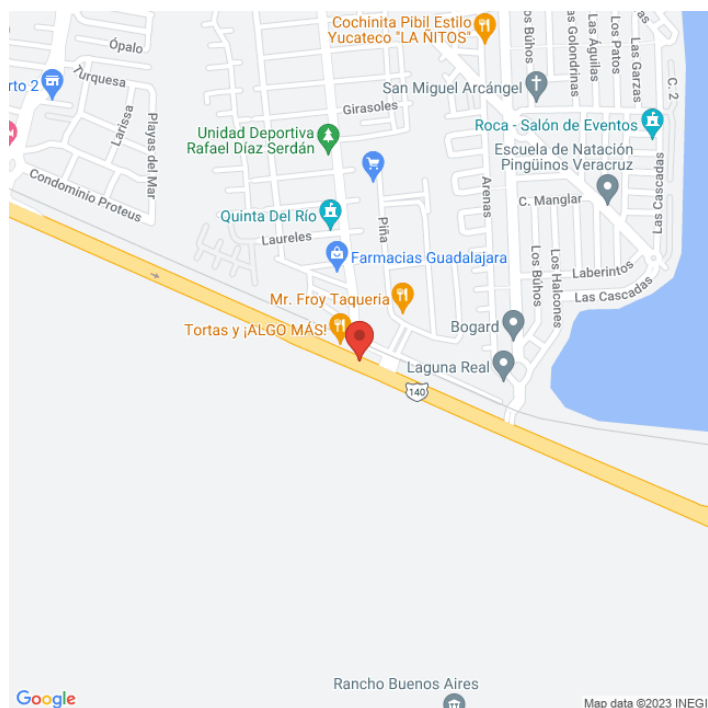 Cochinita Pibil Estilo
Yucateco "LA ÑITOS"
Los Búhos
Las Golondrinas
Las Águilas
Los Patos
Las Garzas
C. 2
Ópalo
Turquesa
rto 2
Larissa
Playas del Mar
Girasoles
San Miguel Arcángel
Unidad Deportiva
Rafael Díaz Serdán
Roca - Salón de Eventos
Escuela de Natación
Pingüinos Veracruz
Condominio Proteus
Arenas
C. Manglar
Las Cascadas
Quinta Del Río
Piña
Laureles
Farmacias Guadalajara
Los Búhos
Los Halcones
Laberintos
Las Cascadas
Mr. Froy Taqueria
Tortas y ¡ALGO MÁS!
Bogard
Laguna Real
140
Rancho Buenos Aires
Google
Map data ©2023 INEGI